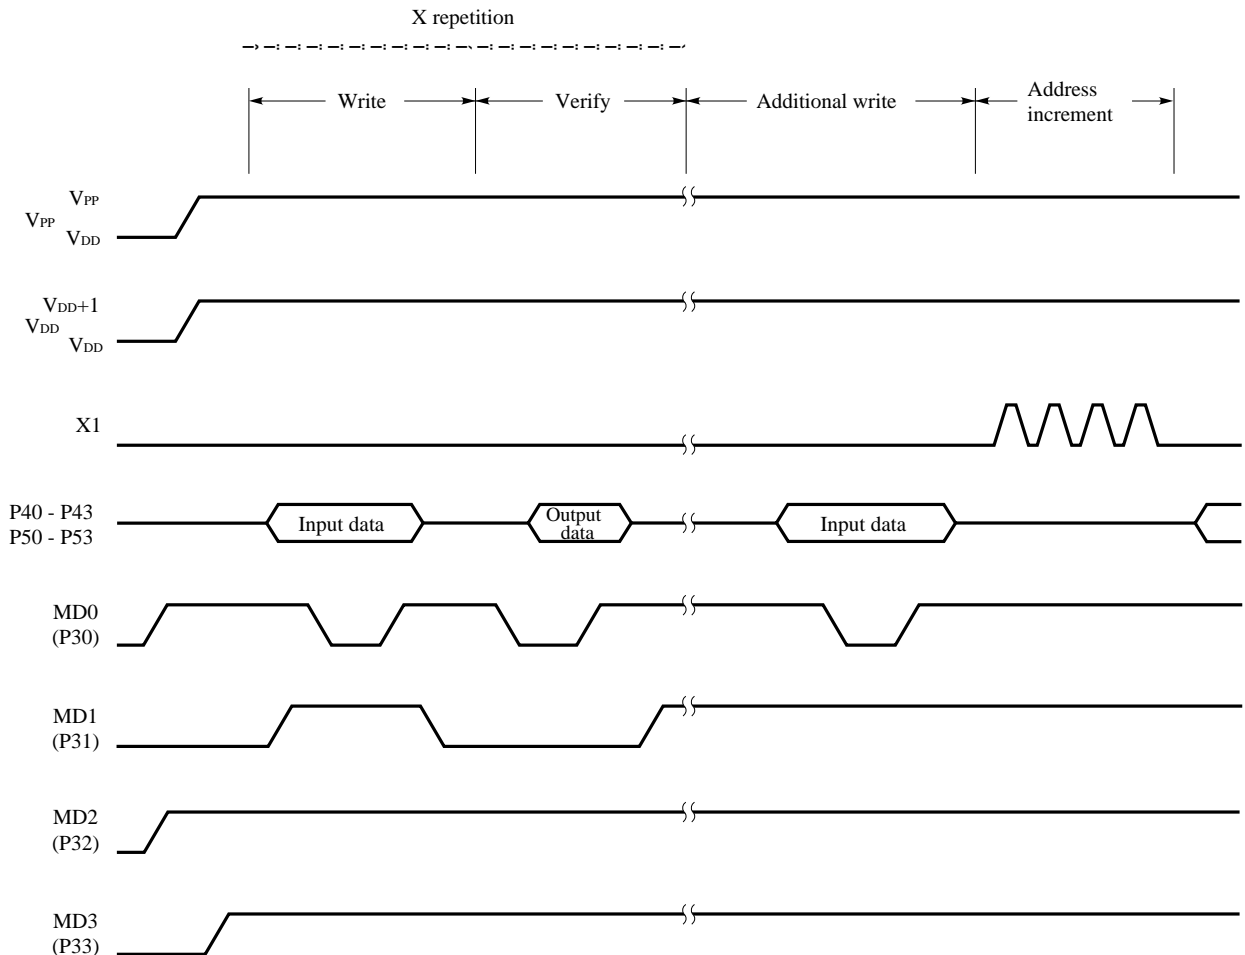 X repetition
Write
Verify
Additional write
Address
increment
VPP
VPP
VDD
VDD+1
VDD
VDD
X1
P40 - P43
P50 - P53
Input data
Output
data
Input data
MD0
(P30)
MD1
(P31)
MD2
(P32)
MD3
(P33)